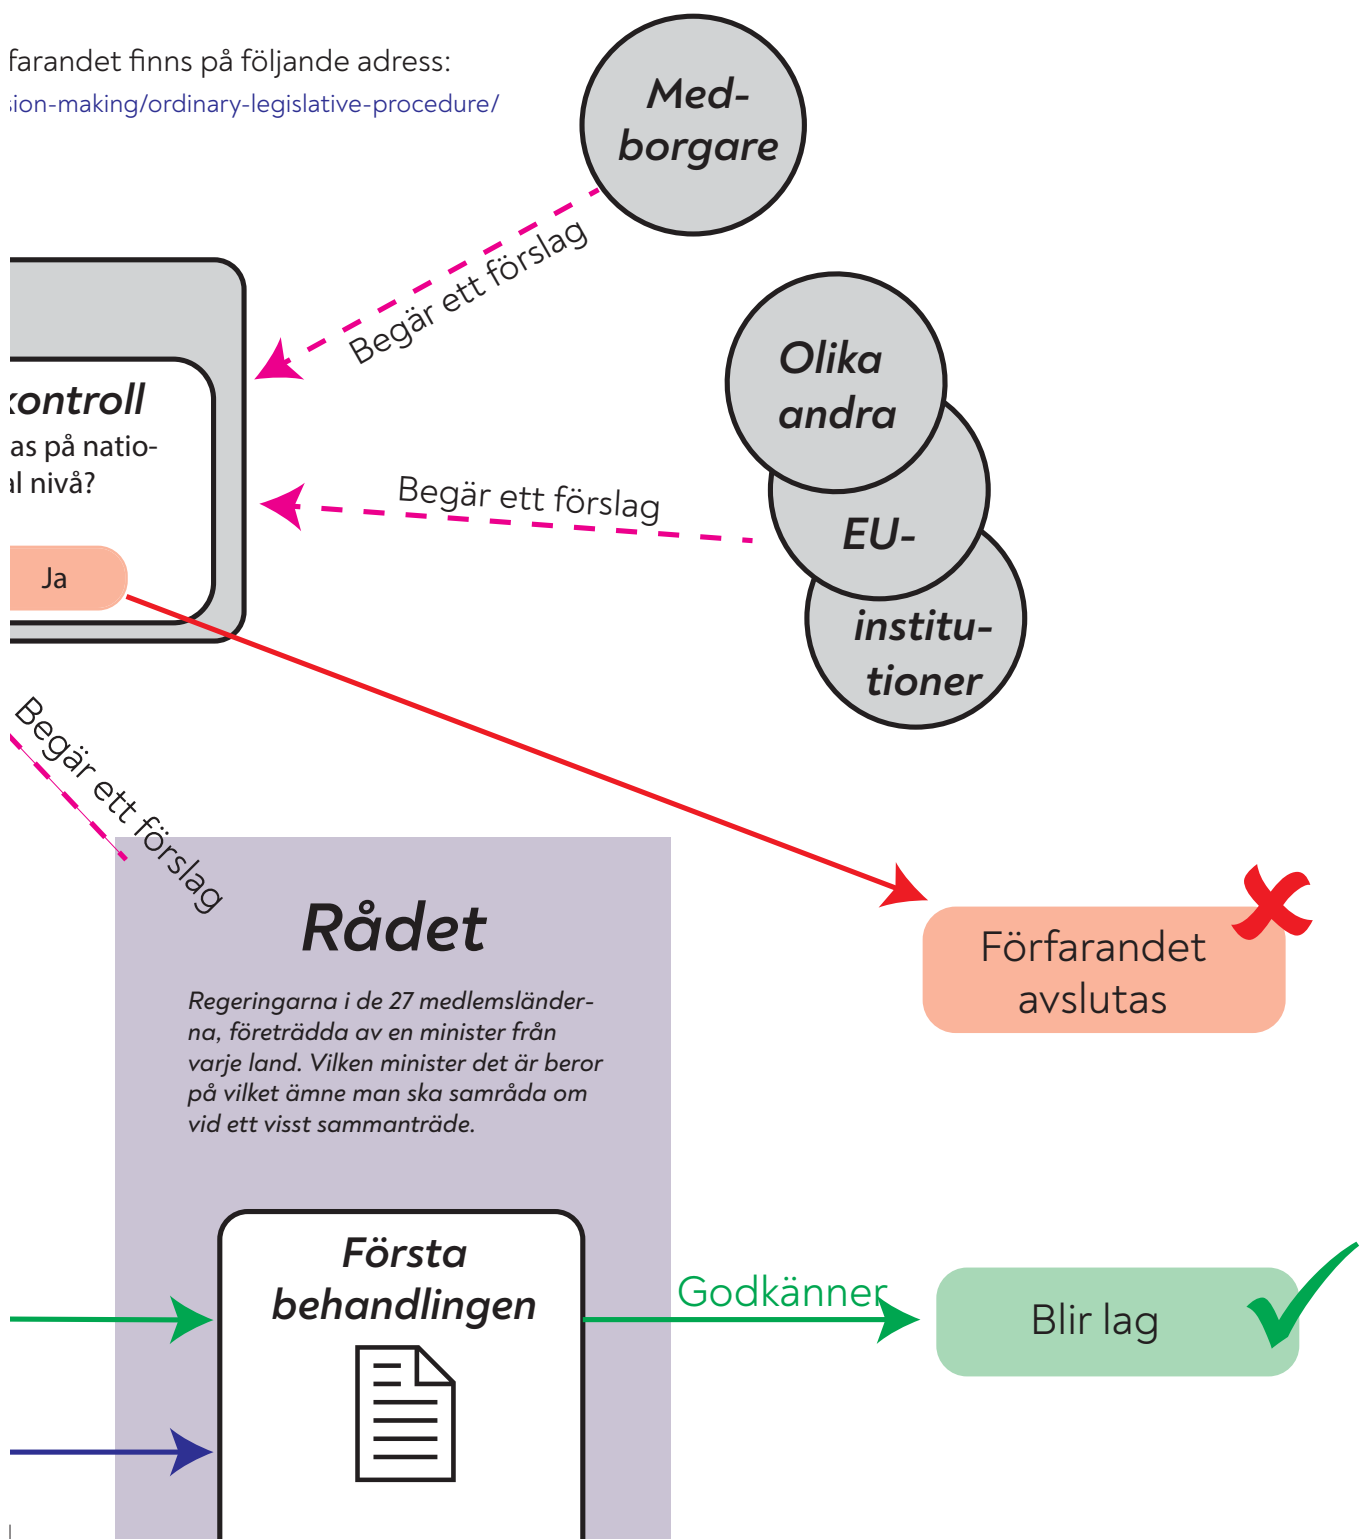 farandet finns på följande adress:
sion-making/ordinary-legislative-procedure/
Med-
borgare
Begär ett förslag
Olika
andra
EU-
institu-
tioner
Begär ett förslag
kontroll
as på natio-
al nivå?
Ja
Begär ett förslag
Rådet
Regeringarna i de 27 medlemsländer-
na, företrädda av en minister från
varje land. Vilken minister det är beror
på vilket ämne man ska samråda om
vid ett visst sammanträde.
Förfarandet
avslutas
Första
behandlingen
Godkänner
Blir lag